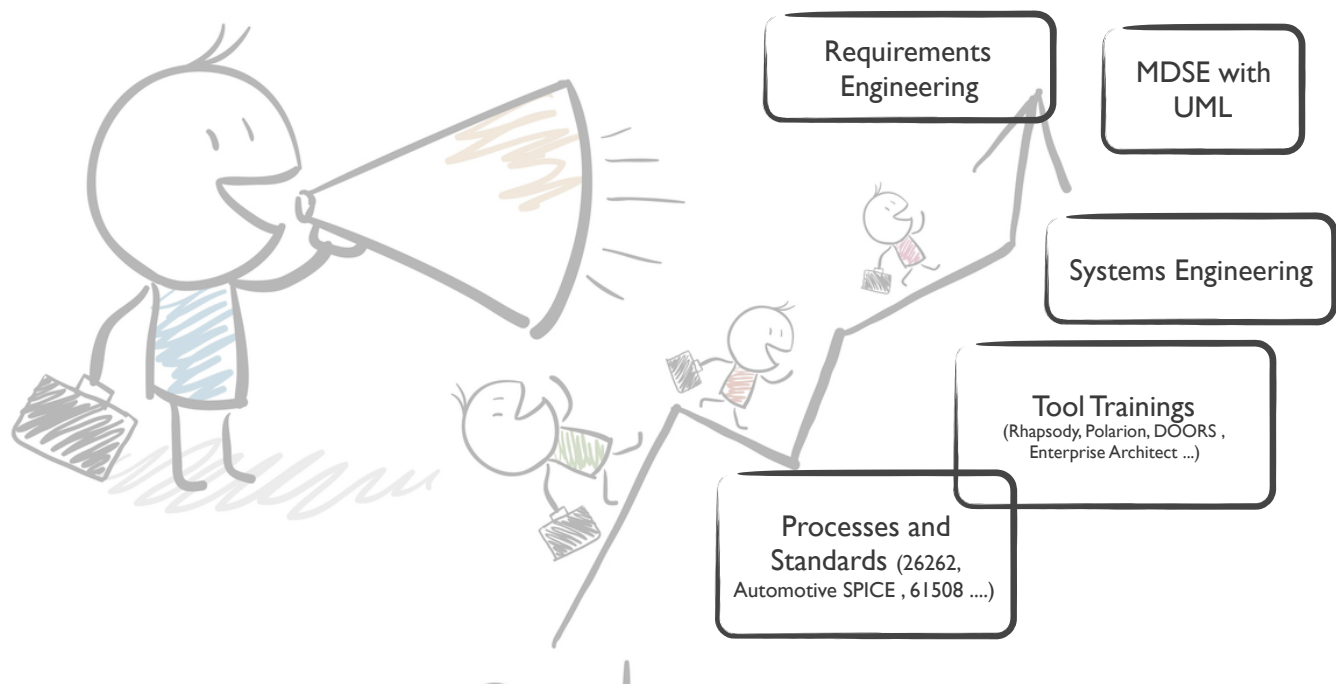 Requirements
Engineering
MDSE with
UML
Systems Engineering
Tool Trainings
(Rhapsody, Polarion, DOORS ,
Enterprise Architect ...)
Processes and
Standards (26262,
Automotive SPICE , 61508 ....)